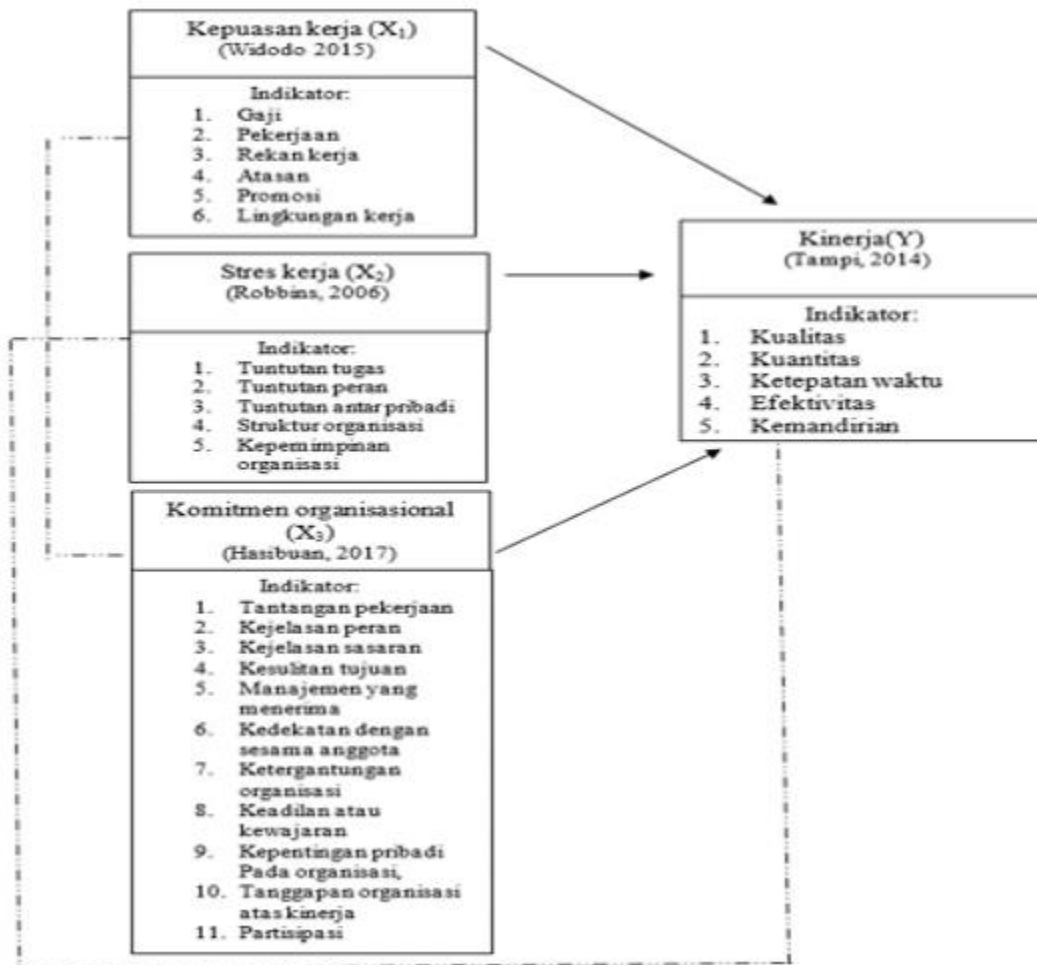 Kepuasan kerja (X₁)
(Widodo 2015)
Indikator:
1. Gaji
2. Pekerjaan
3. Rekan kerja
4. Atasan
5. Promosi
6. Lingkungan kerja
Stres kerja (X₂)
(Robbins, 2006)
Indikator:
1. Tuntutan tugas
2. Tuntutan peran
3. Tuntutan antar pribadi
4. Struktur organisasi
5. Kepemimpinan
organisasi
Komitmen organisasional
(X₃)
(Hasibuan, 2017)
Indikator:
1. Tantangan pekerjaan
2. Kejelasan peran
3. Kejelasan sasaran
4. Kesulitan tujuan
5. Manajemen yang
menerima
6. Kedekatan dengan
sesama anggota
7. Ketergantungan
organisasi
8. Keadilan atau
kewajaran
9. Kepentingan pribadi
Pada organisasi,
10. Tanggapan organisasi
atas kinerja
11. Partisipasi
Kinerja(Y)
(Tampi, 2014)
Indikator:
1. Kualitas
2. Kuantitas
3. Ketepatan waktu
4. Efektivitas
5. Kemandirian